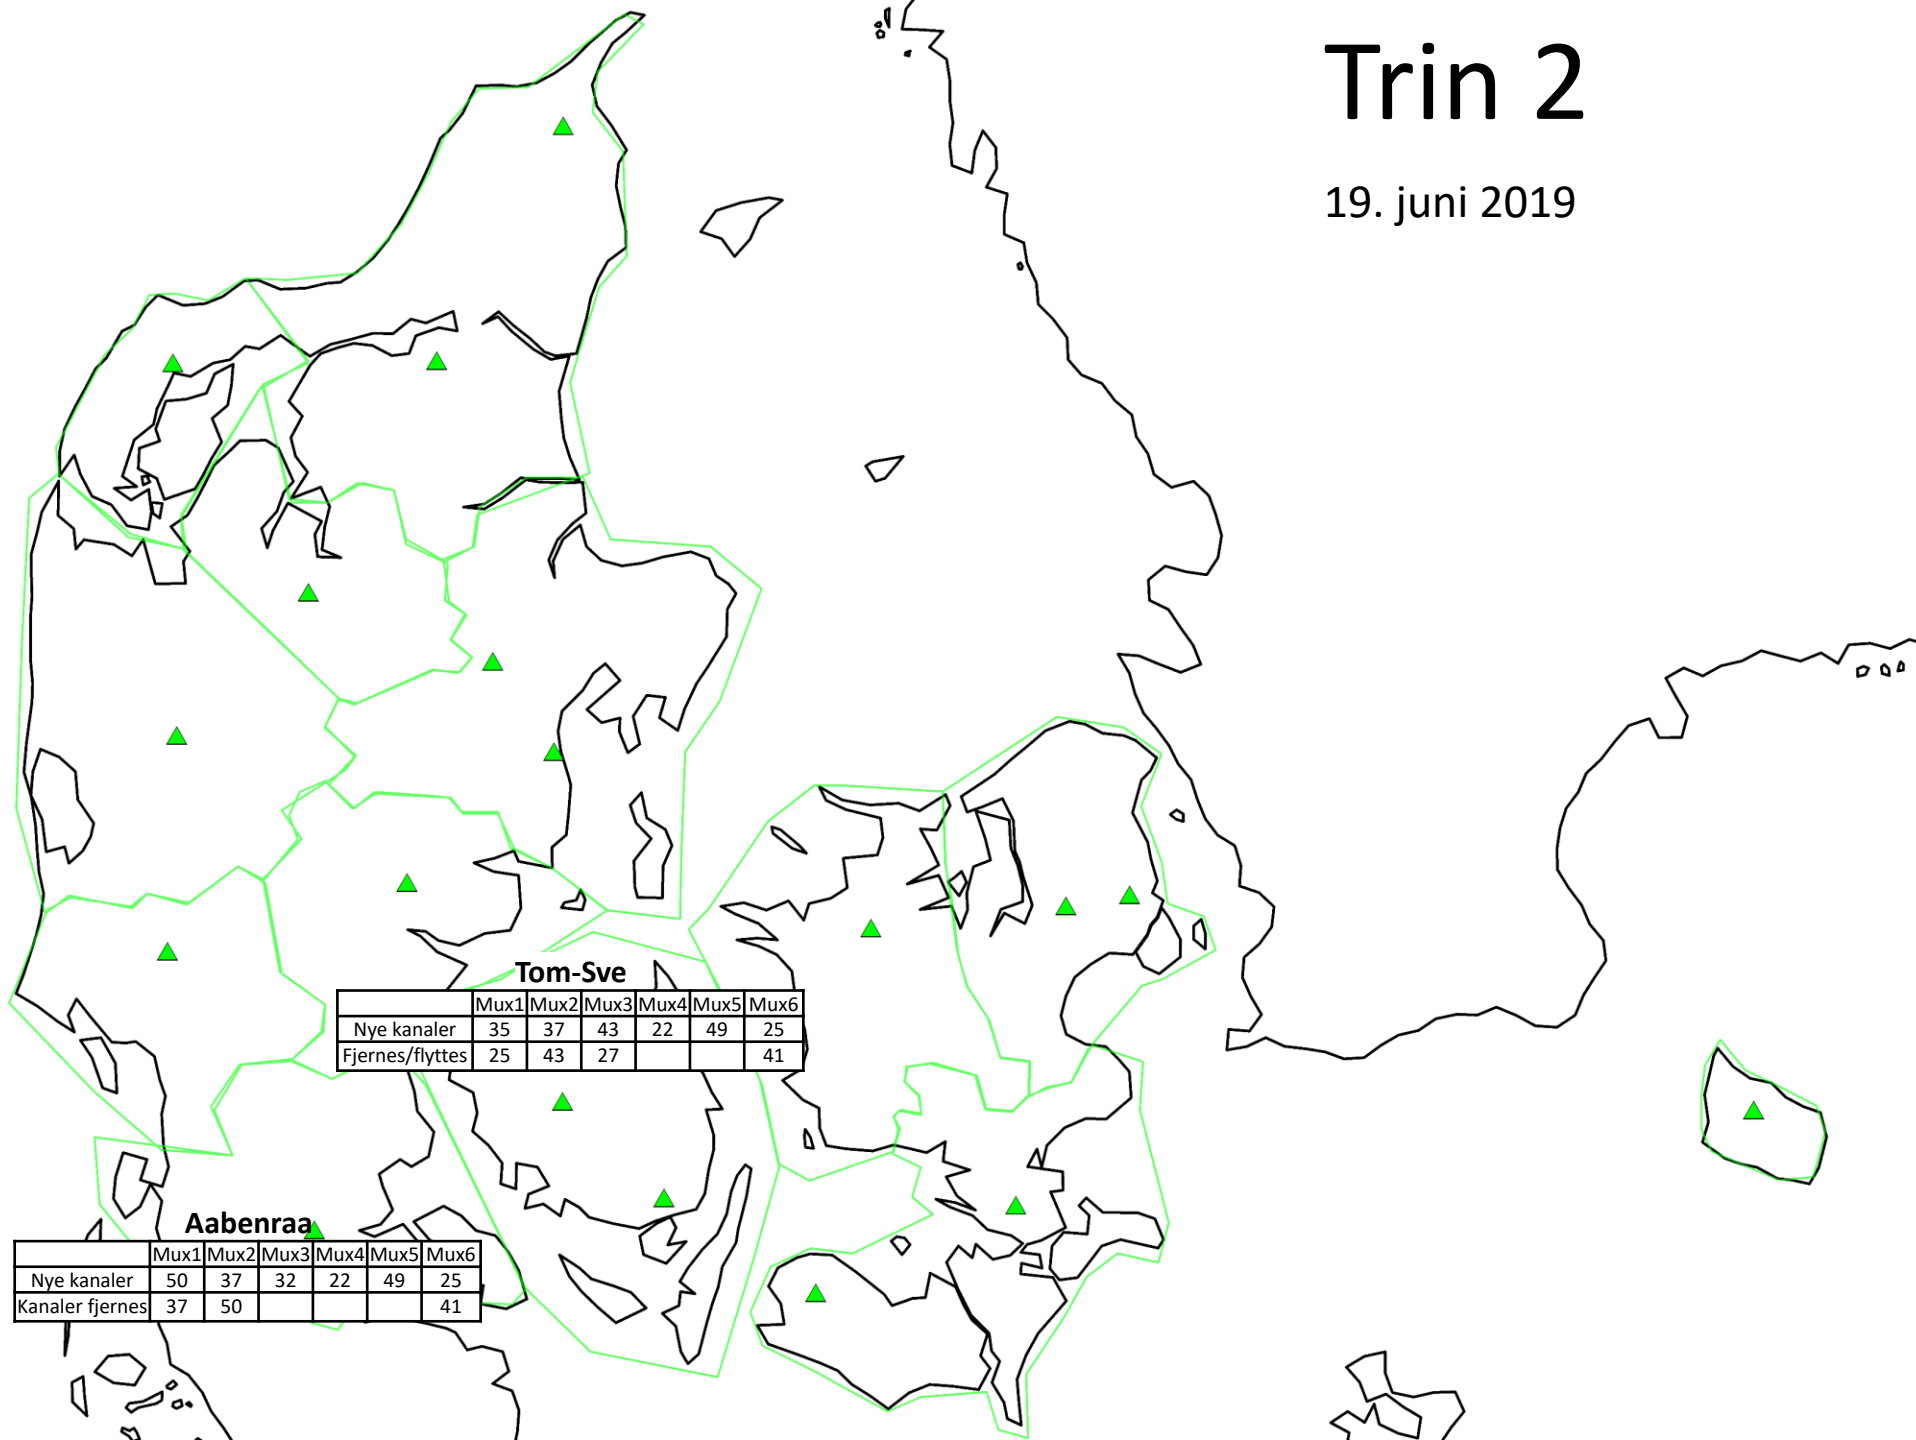 Trin 2
19. juni 2019
Tom-Sve
Mux1 Mux2 Mux3 Mux4 Mux5 Mux6
Nye kanaler 35 37 43 22 49 25
Fjernes/flyttes 25 43 27 41
Aabenraa
Mux1 Mux2 Mux3 Mux4 Mux5 Mux6
Nye kanaler 50 37 32 22 49 25
Kanaler fjernes 37 50 41